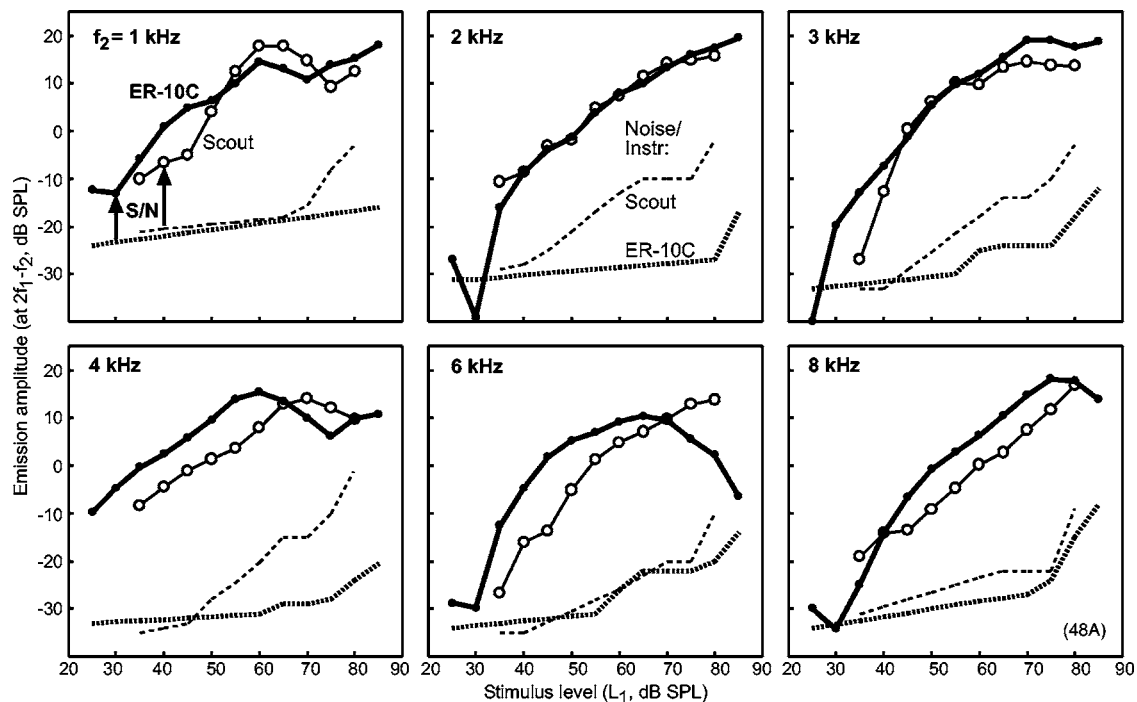 f2= 1 kHz
2 kHz
3 kHz
20
10
0
-10
-20
-30
ER-10C
Scout
S/N
Noise/
Instr:
Scout
ER-10C
Emission amplitude (at 2f1-f2, dB SPL)
4 kHz
6 kHz
8 kHz
20
10
0
-10
-20
-30
(48A)
20 30 40 50 60 70 80 90
20 30 40 50 60 70 80 90
20 30 40 50 60 70 80 90
Stimulus level (L1, dB SPL)